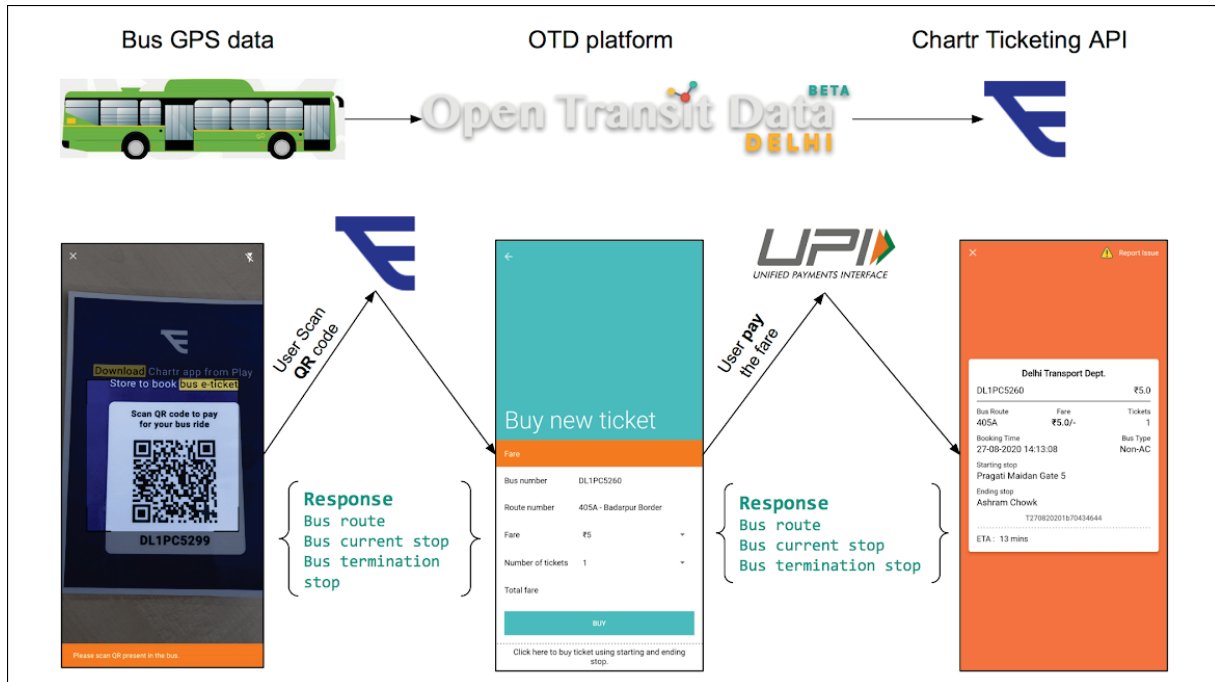 Bus GPS data
OTD platform
Chartr Ticketing API
Open Transit Data
BETA
DELHI
Download Chartr app from Play
Store to book bus e-ticket
Scan QR code to pay
for your bus ride
DL1PC5299
Please scan QR present in the bus.
User Scan
QR code
Response
Bus route
Bus current stop
Bus termination
stop
Buy new ticket
Fare
Bus number DL1PC5260
Route number 405A - Badarpur Border
Fare ₹5
Number of tickets 1
Total fare
BUY
Click here to buy ticket using starting and ending
stop.
UPI
UNIFIED PAYMENTS INTERFACE
User pay
the fare
Response
Bus route
Bus current stop
Bus termination stop
Report Issue
Delhi Transport Dept.
DL1PC5260 ₹5.0
Bus Route Fare Tickets
405A ₹5.0/- 1
Booking Time Bus Type
27-08-2020 14:13:08 Non-AC
Starting stop
Pragati Maidan Gate 5
Ending stop
Ashram Chowk
T270820201b70434644
ETA : 13 mins